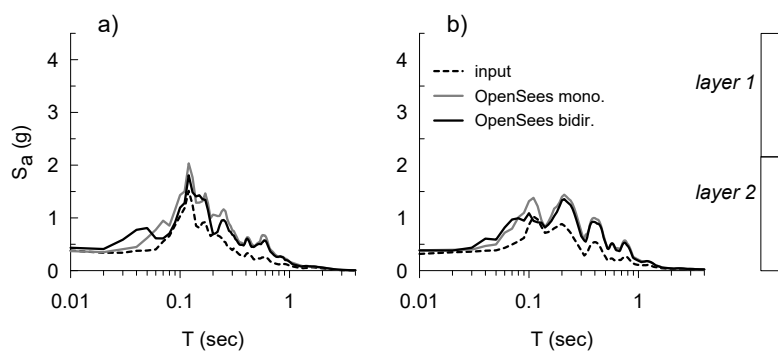 a)
b)
4
3
2
1
0
S_a (g)
0.01
0.1
1
T (sec)
4
3
2
1
0
0.01
0.1
1
T (sec)
input
OpenSees mono.
OpenSees bidir.
layer 1
layer 2